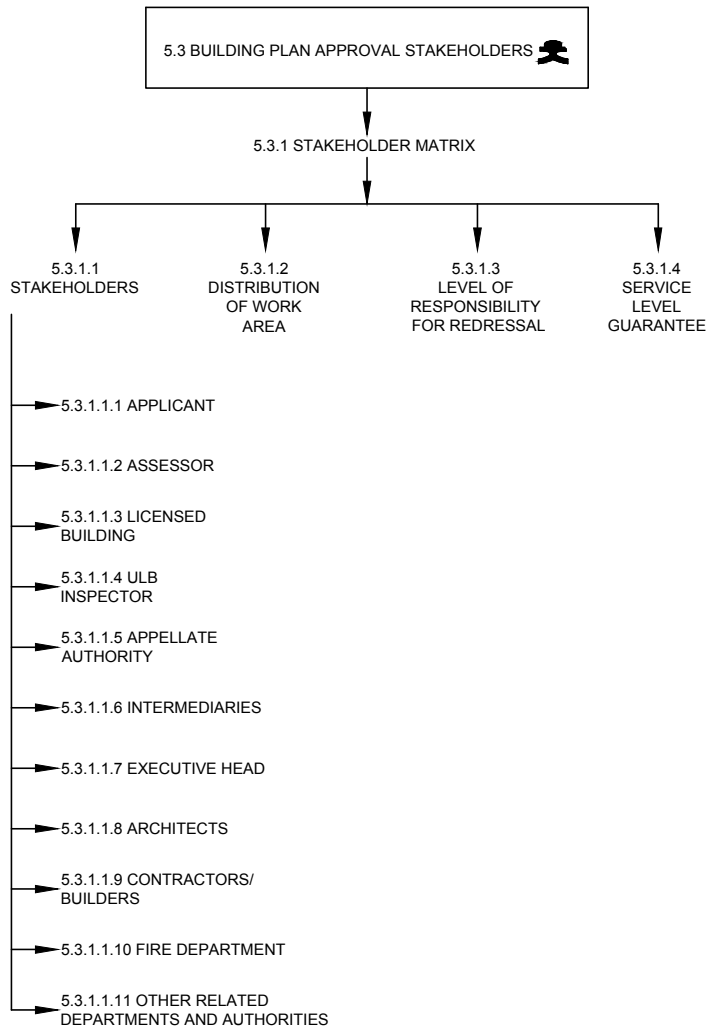 5.3 BUILDING PLAN APPROVAL STAKEHOLDERS
5.3.1 STAKEHOLDER MATRIX
5.3.1.1
STAKEHOLDERS
5.3.1.2
DISTRIBUTION
OF WORK
AREA
5.3.1.3
LEVEL OF
RESPONSIBILITY
FOR REDRESSAL
5.3.1.4
SERVICE
LEVEL
GUARANTEE
5.3.1.1.1 APPLICANT
5.3.1.1.2 ASSESSOR
5.3.1.1.3 LICENSED
BUILDING
5.3.1.1.4 ULB
INSPECTOR
5.3.1.1.5 APPELLATE
AUTHORITY
5.3.1.1.6 INTERMEDIARIES
5.3.1.1.7 EXECUTIVE HEAD
5.3.1.1.8 ARCHITECTS
5.3.1.1.9 CONTRACTORS/
BUILDERS
5.3.1.1.10 FIRE DEPARTMENT
5.3.1.1.11 OTHER RELATED
DEPARTMENTS AND AUTHORITIES